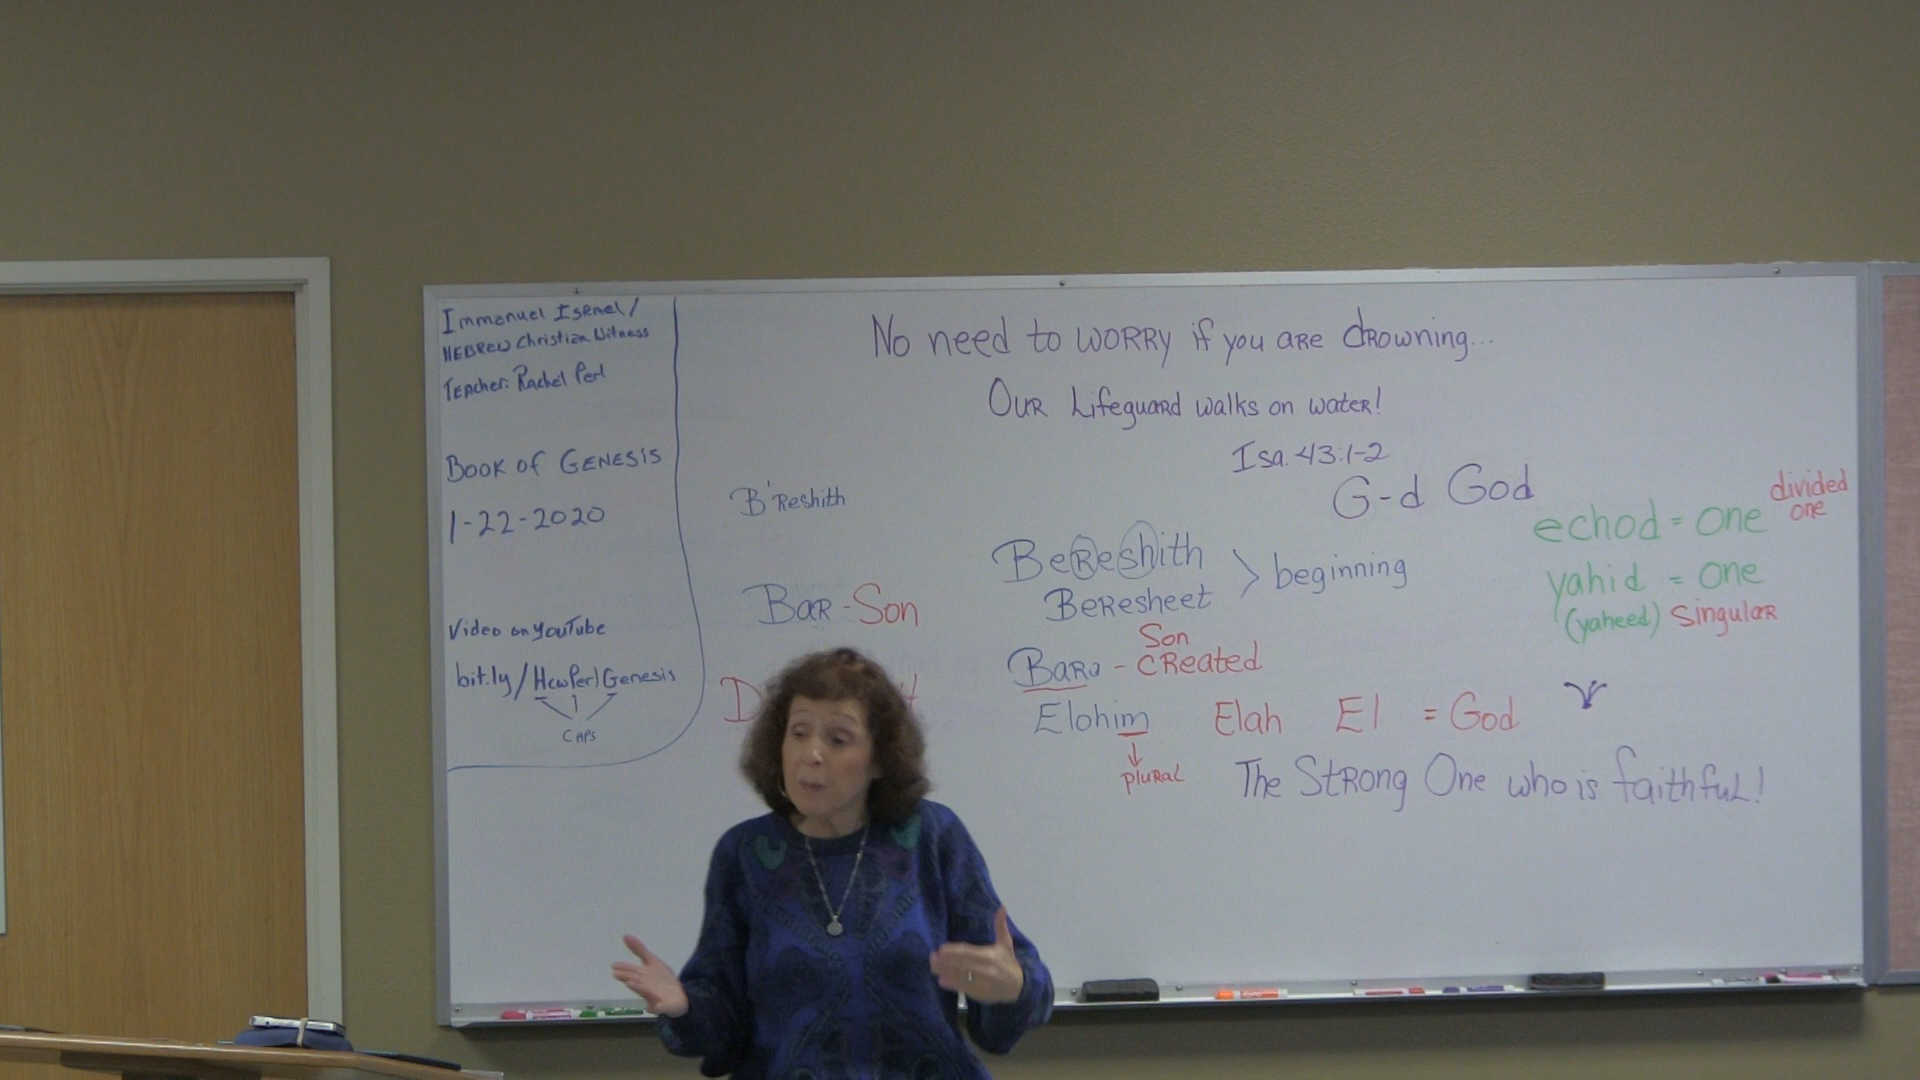 Immanuel Israel/
HEBREW Christian Witness
Teacher: Rachel Perl
BOOK of GENESIS
1-22-2020
Video on YouTube
bit.ly/HcwPerlGenesis
CAPS
No need to WORRY if you are drowning...
Our Lifeguard walks on water!
Isa. 43:1-2
G-d God
B'Reshith
BeReshith
Beresheet
> beginning
Bar - Son
Son
Bara - Created
Elohim Elah El = God
plural
The Strong One who is faithful!
echod = one
divided
one
yahid = one
(yaheed) Singular